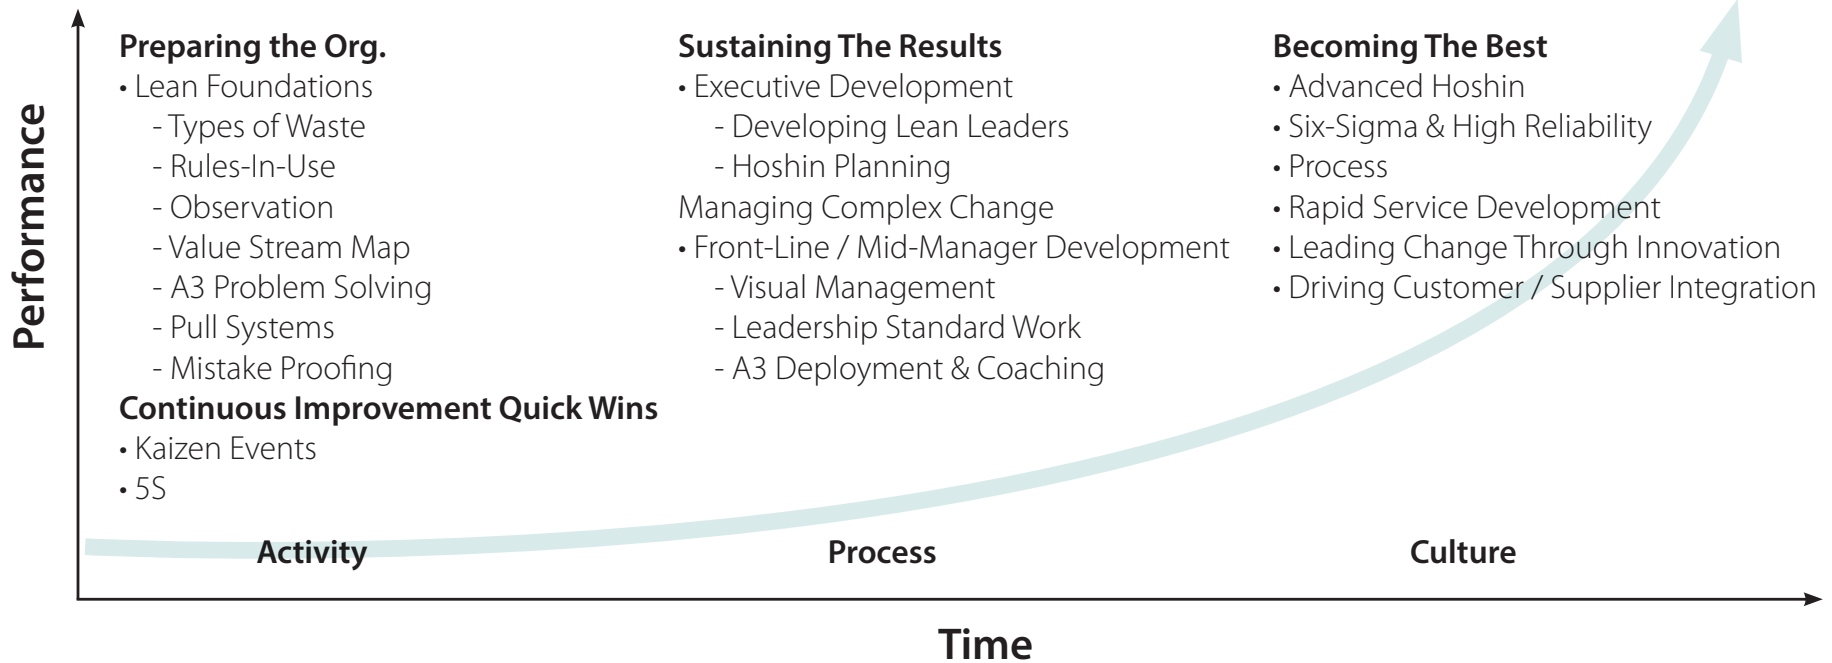 Performance
Preparing the Org.
• Lean Foundations
- Types of Waste
- Rules-In-Use
- Observation
- Value Stream Map
- A3 Problem Solving
- Pull Systems
- Mistake Proofing
Continuous Improvement Quick Wins
• Kaizen Events
• 5S
Activity
Sustaining The Results
• Executive Development
- Developing Lean Leaders
- Hoshin Planning
Managing Complex Change
• Front-Line / Mid-Manager Development
- Visual Management
- Leadership Standard Work
- A3 Deployment & Coaching
Process
Becoming The Best
• Advanced Hoshin
• Six-Sigma & High Reliability
• Process
• Rapid Service Development
• Leading Change Through Innovation
• Driving Customer / Supplier Integration
Culture
Time